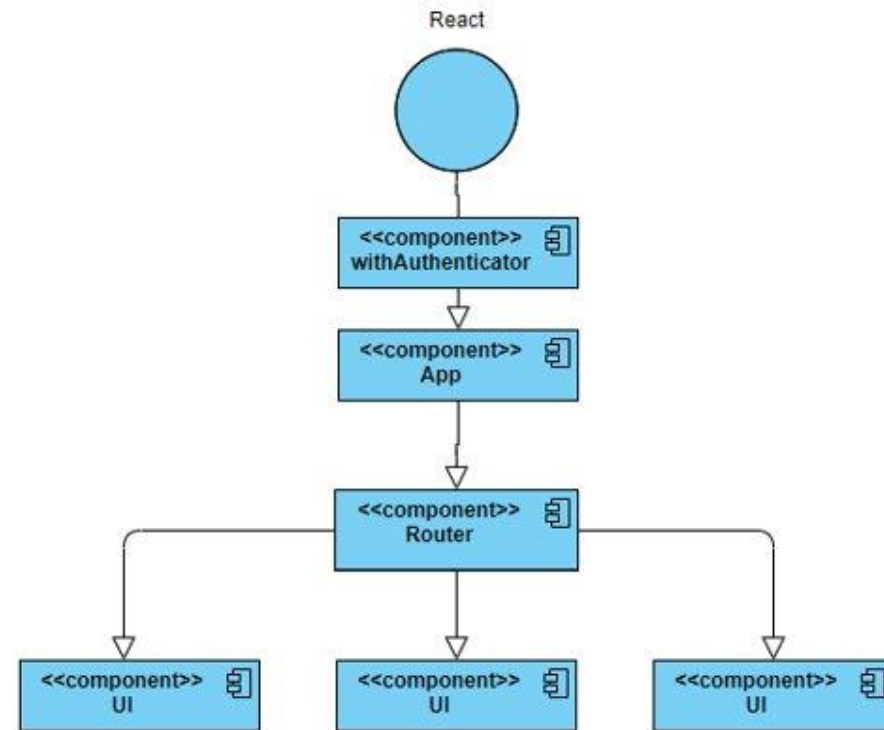 React
<<component>>
withAuthenticator
<<component>>
App
<<component>>
Router
<<component>>
UI
<<component>>
UI
<<component>>
UI